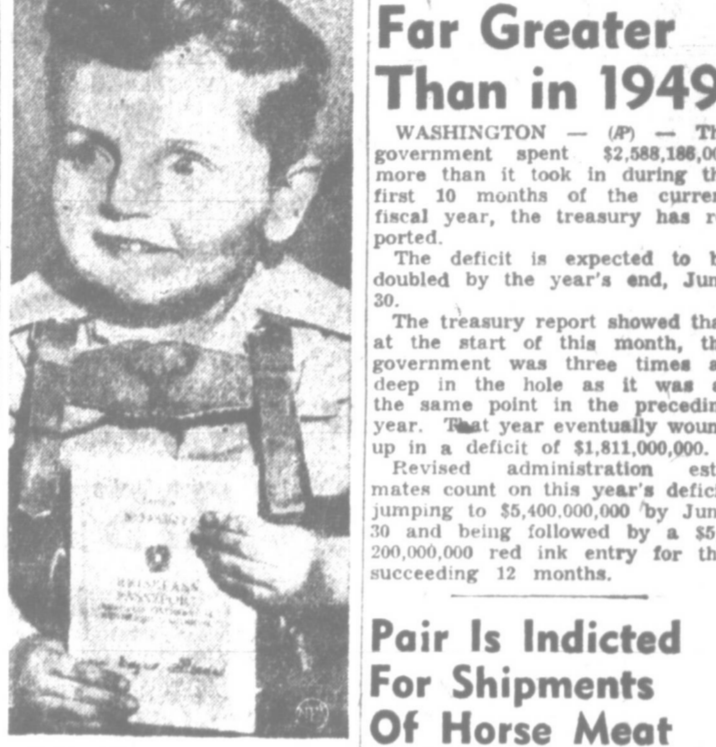 Far Greater
Than in 1949
WASHINGTON — (AP) — Th
government spent $2,588,186,00
more than it took in during th
first 10 months of the curren
fiscal year, the treasury has r
ported.
The deficit is expected to b
doubled by the year's end, Jun
30.
The treasury report showed tha
at the start of this month, th
government was three times a
deep in the hole as it was a
the same point in the precedin
year. That year eventually woun
up in a deficit of $1,811,000,000.
Revised administration esti
mates count on this year's defici
jumping to $5,400,000,000 by Jun
30 and being followed by a $5
200,000,000 red ink entry for th
succeeding 12 months.
Pair Is Indicted
For Shipments
Of Horse Meat
REISEPASS
PASSEPORT